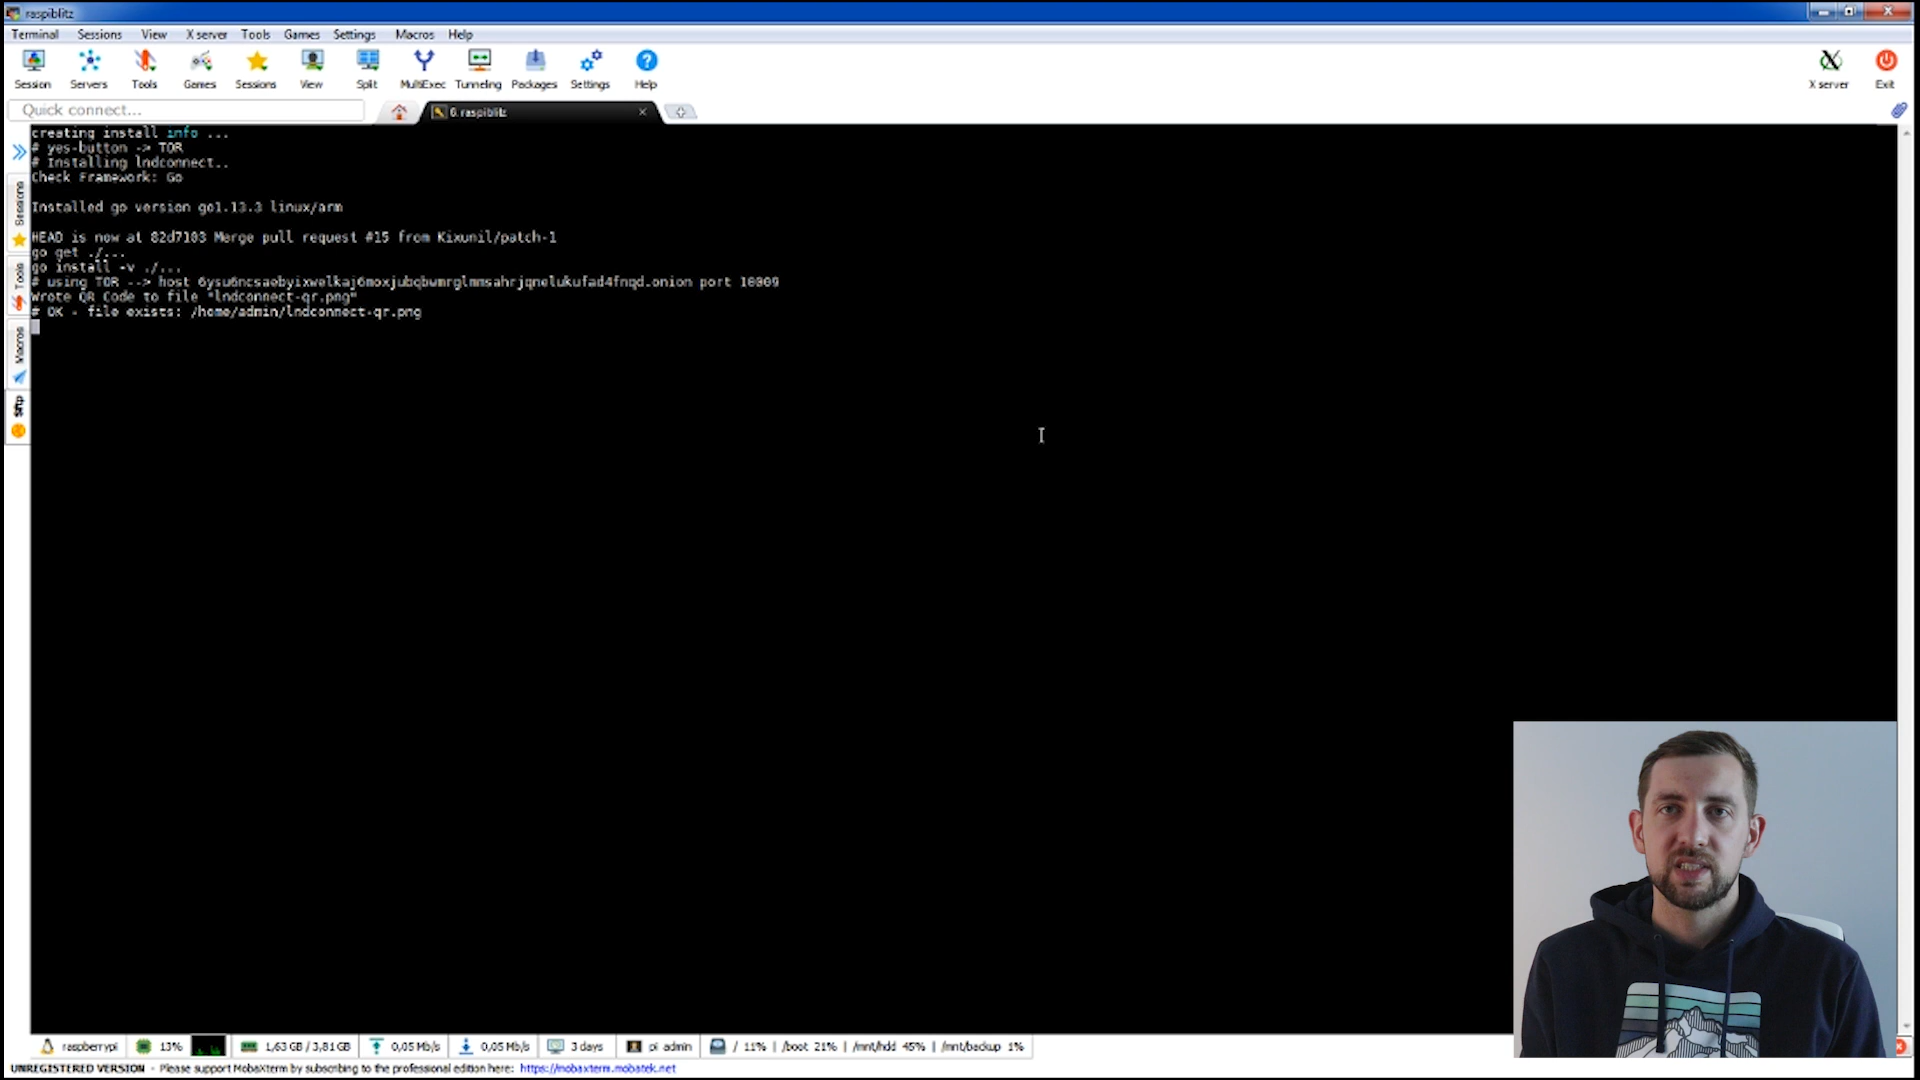 raspiblitz
Terminal Sessions View X server Tools Games Settings Macros Help
Session Servers Tools Games Sessions View Split MultiExec Tunneling Packages Settings Help X server Exit
Quick connect...
6. raspiblitz
creating install info ...
# yes-button -> TOR
# Installing lndconnect..
Check Framework: Go
Installed go version go1.13.3 linux/arm
HEAD is now at 82d7103 Merge pull request #15 from Kixunil/patch-1
go get ./...
go install -v ./...
# using TOR --> host port 10009
Wrote QR Code to file "lndconnect-qr.png"
# OK - file exists: /home/admin/lndconnect-qr.png
Sessions
Tools
Macros
Sftp
raspberrypi 13% 1,63 GB / 3,81 GB 0,05 Mb/s 0,05 Mb/s 3 days pi admin / 11% | /boot 21% | /mnt/hdd 45% | /mnt/backup 1%
UNREGISTERED VERSION - Please support MobaXterm by subscribing to the professional edition here: https://mobaxterm.mobatek.net